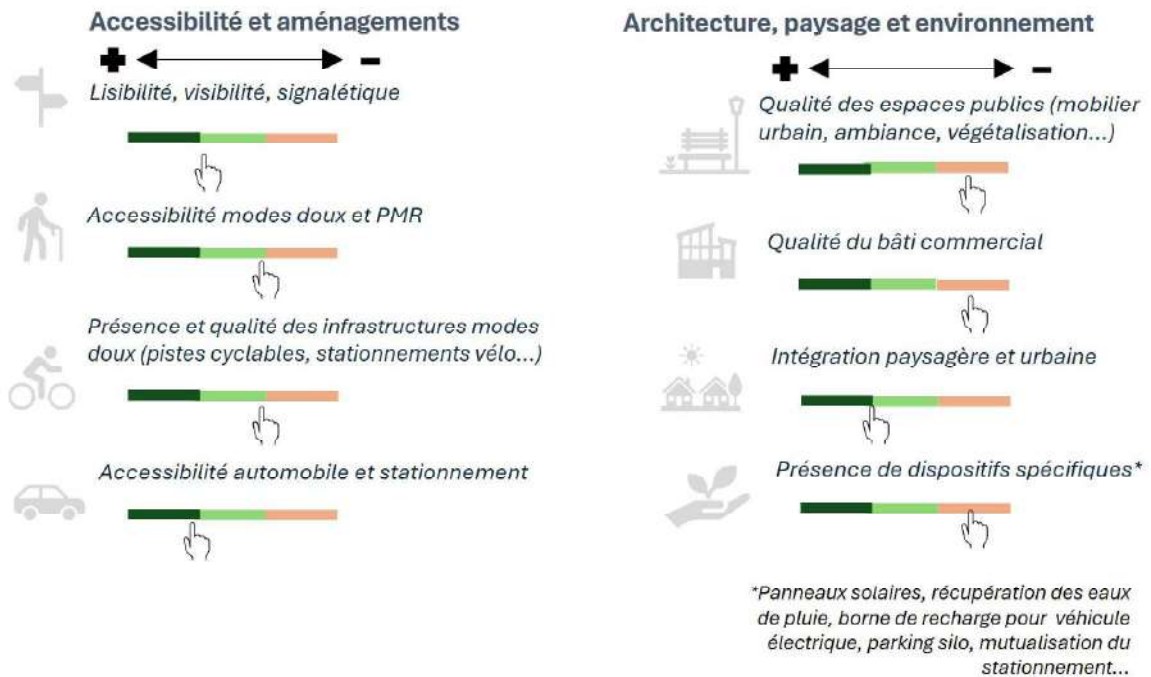 Accessibilité et aménagements
Lisibilité, visibilité, signalétique
Accessibilité modes doux et PMR
Présence et qualité des infrastructures modes
doux (pistes cyclables, stationnements vélo...)
Accessibilité automobile et stationnement
Architecture, paysage et environnement
Qualité des espaces publics (mobilier
urbain, ambiance, végétalisation...)
Qualité du bâti commercial
Intégration paysagère et urbaine
Présence de dispositifs spécifiques*
*Panneaux solaires, récupération des eaux
de pluie, borne de recharge pour véhicule
électrique, parking silo, mutualisation du
stationnement...